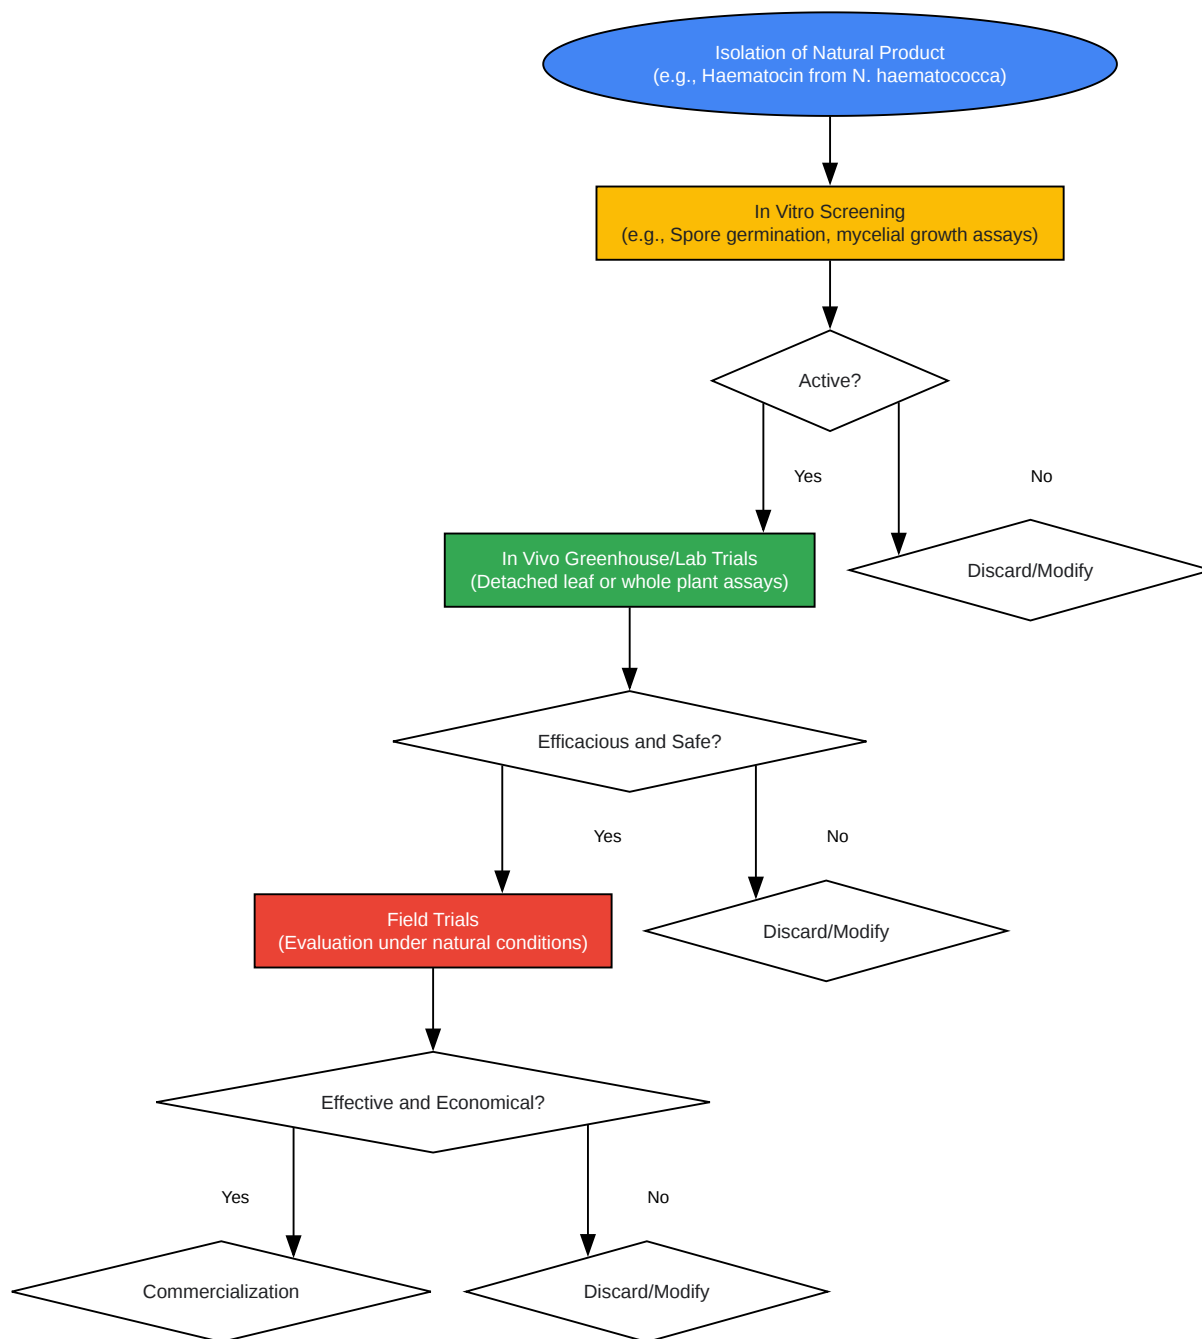 Isolation of Natural Product
(e.g., Haematocin from N. haematococca)
In Vitro Screening
(e.g., Spore germination, mycelial growth assays)
Active?
Yes
No
In Vivo Greenhouse/Lab Trials
(Detached leaf or whole plant assays)
Discard/Modify
Efficacious and Safe?
Yes
No
Field Trials
(Evaluation under natural conditions)
Discard/Modify
Effective and Economical?
Yes
No
Commercialization
Discard/Modify